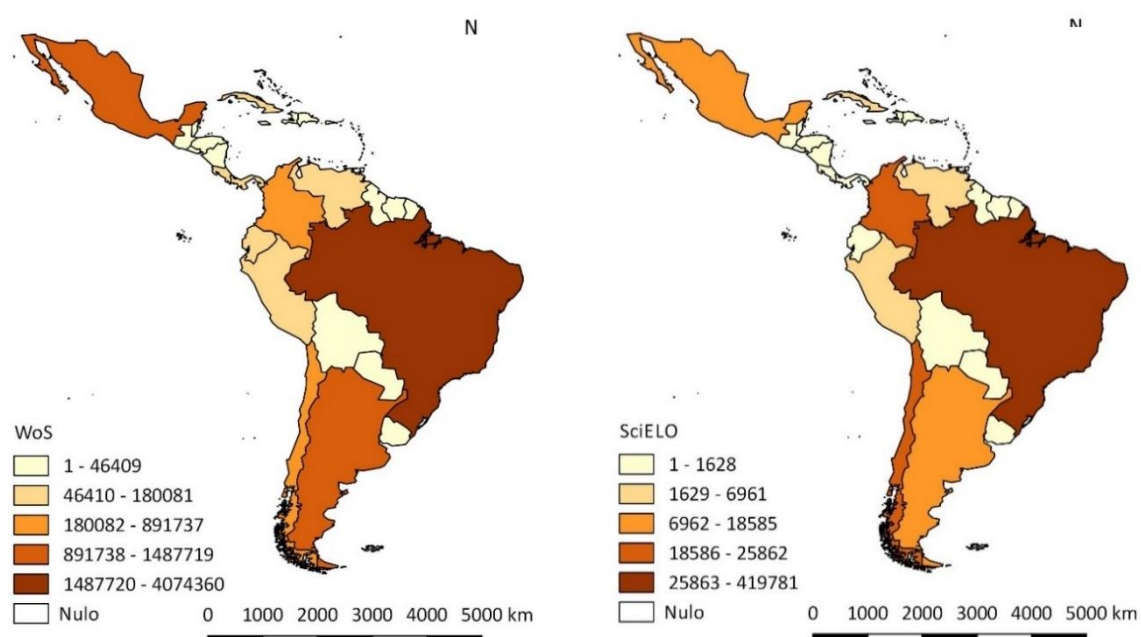 N
WoS
1 - 46409
46410 - 180081
180082 - 891737
891738 - 1487719
1487720 - 4074360
Nulo
0 1000 2000 3000 4000 5000 km
N
SciELO
1 - 1628
1629 - 6961
6962 - 18585
18586 - 25862
25863 - 419781
Nulo
0 1000 2000 3000 4000 5000 km